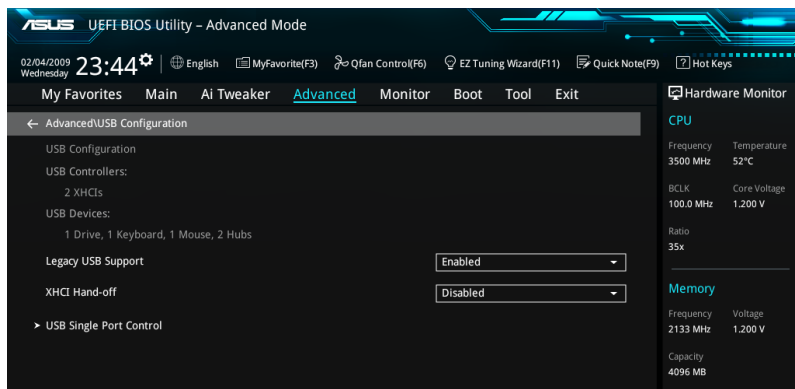 ASUS UEFI BIOS Utility – Advanced Mode
02/04/2009
Wednesday
23:44
English
MyFavorite(F3)
Qfan Control(F6)
EZ Tuning Wizard(F11)
Quick Note(F9)
? Hot Keys
My Favorites
Main
Ai Tweaker
Advanced
Monitor
Boot
Tool
Exit
← Advanced\USB Configuration
USB Configuration
USB Controllers:
2 XHCIs
USB Devices:
1 Drive, 1 Keyboard, 1 Mouse, 2 Hubs
Legacy USB Support Enabled
XHCI Hand-off Disabled
USB Single Port Control
Hardware Monitor
CPU
Frequency Temperature
3500 MHz 52°C
BCLK Core Voltage
100.0 MHz 1.200 V
Ratio
35x
Memory
Frequency Voltage
2133 MHz 1.200 V
Capacity
4096 MB